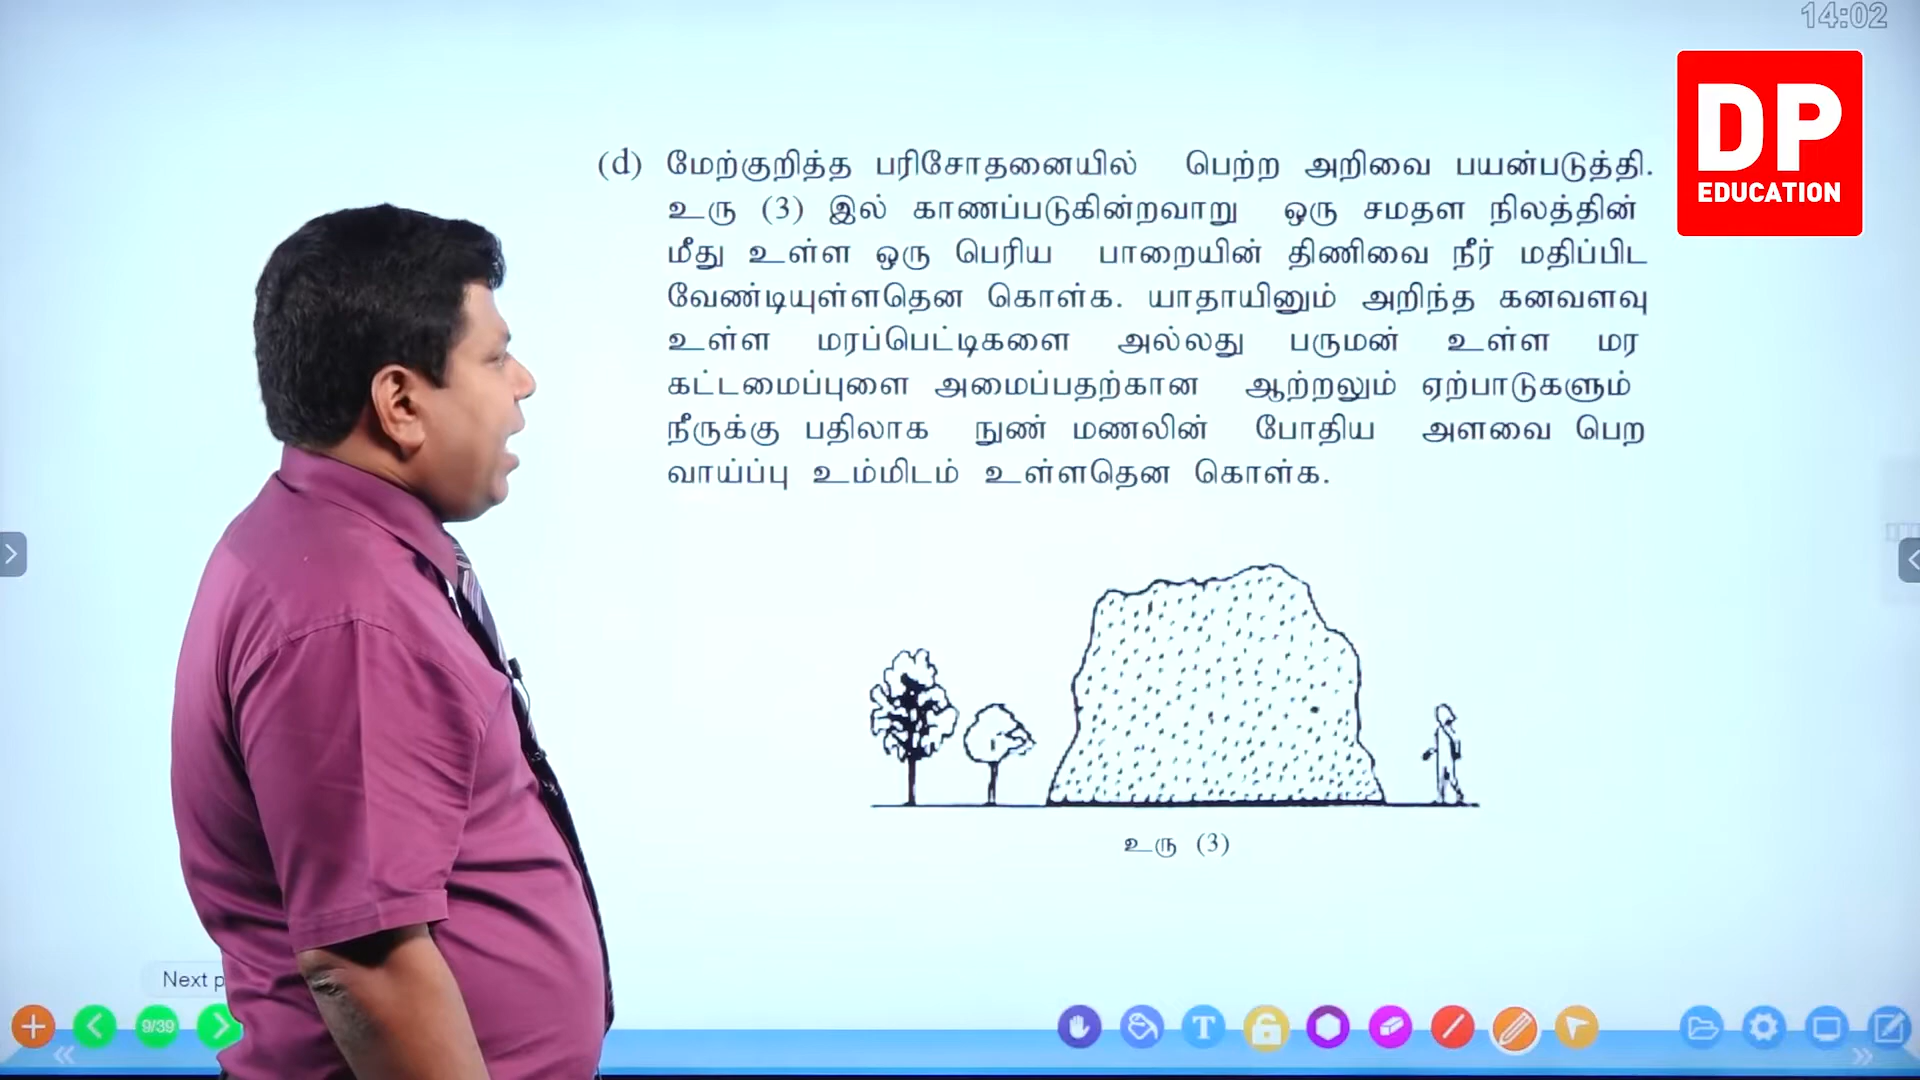 14:02
DP
EDUCATION
(d) மேற்குறித்த பரிசோதனையில் பெற்ற அறிவை பயன்படுத்தி.
உரு (3) இல் காணப்படுகின்றவாறு ஒரு சமதள நிலத்தின்
மீது உள்ள ஒரு பெரிய பாறையின் திணிவை நீர் மதிப்பிட
வேண்டியுள்ளதென கொள்க. யாதாயினும் அறிந்த கனவளவு
உள்ள மரப்பெட்டிகளை அல்லது பருமன் உள்ள மர
கட்டமைப்புளை அமைப்பதற்கான ஆற்றலும் ஏற்பாடுகளும்
நீருக்கு பதிலாக நுண் மணலின் போதிய அளவை பெற
வாய்ப்பு உம்மிடம் உள்ளதென கொள்க.
உரு (3)
Next p
9/39
T